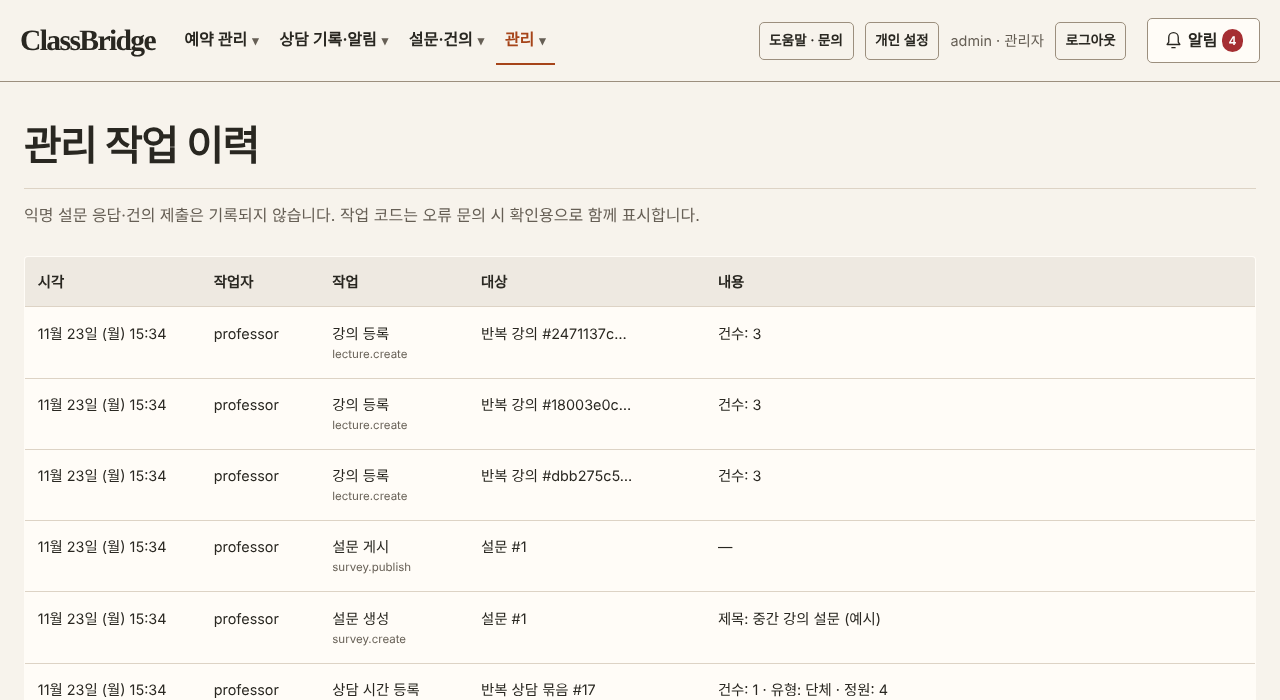 ClassBridge 예약 관리 ▾ 상담 기록·알림 ▾ 설문·건의 ▾ 관리 ▾ 도움말 · 문의 개인 설정 admin · 관리자 로그아웃 알림 4
관리 작업 이력
익명 설문 응답·건의 제출은 기록되지 않습니다. 작업 코드는 오류 문의 시 확인용으로 함께 표시합니다.
시각 작업자 작업 대상 내용
11월 23일 (월) 15:34 professor 강의 등록 반복 강의 #2471137c… 건수: 3
lecture.create
11월 23일 (월) 15:34 professor 강의 등록 반복 강의 #18003e0c… 건수: 3
lecture.create
11월 23일 (월) 15:34 professor 강의 등록 반복 강의 #dbb275c5… 건수: 3
lecture.create
11월 23일 (월) 15:34 professor 설문 게시 설문 #1 —
survey.publish
11월 23일 (월) 15:34 professor 설문 생성 설문 #1 제목: 중간 강의 설문 (예시)
survey.create
11월 23일 (월) 15:34 professor 상담 시간 등록 반복 상담 묶음 #17 건수: 1 · 유형: 단체 · 정원: 4